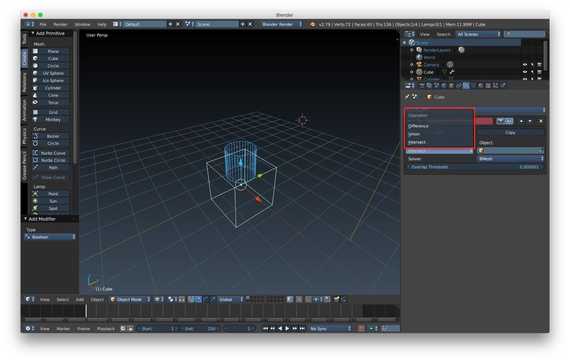 Blender
File
Render
Window
Help
Default
Scene
Blender Render
v2.79 | Verts:72 | Faces:40 | Tris:136 | Objects:1/4 | Lamps:0/1 | Mem:11.99M | Cube
Tools
Create
Relations
Animation
Physics
Grease Pencil
Add Primitive
Mesh:
Plane
Cube
Circle
UV Sphere
Ico Sphere
Cylinder
Cone
Torus
Grid
Monkey
Curve:
Bezier
Circle
Nurbs Curve
Nurbs Circle
Path
Draw Curve
Lamp:
Point
Sun
Spot
Add Modifier
Type
Boolean
User Persp
(1) Cube
View
Select
Add
Object
Object Mode
Global
View
Marker
Frame
Playback
Start:
1
End:
250
1
No Sync
View
Search
All Scenes
Scene
RenderLayers
World
Camera
Cube
Cylinder
Cube
Operation
Difference
Union
Intersect
Copy
Object:
Intersect
Solver:
BMesh
Overlap Threshold:
0.000001